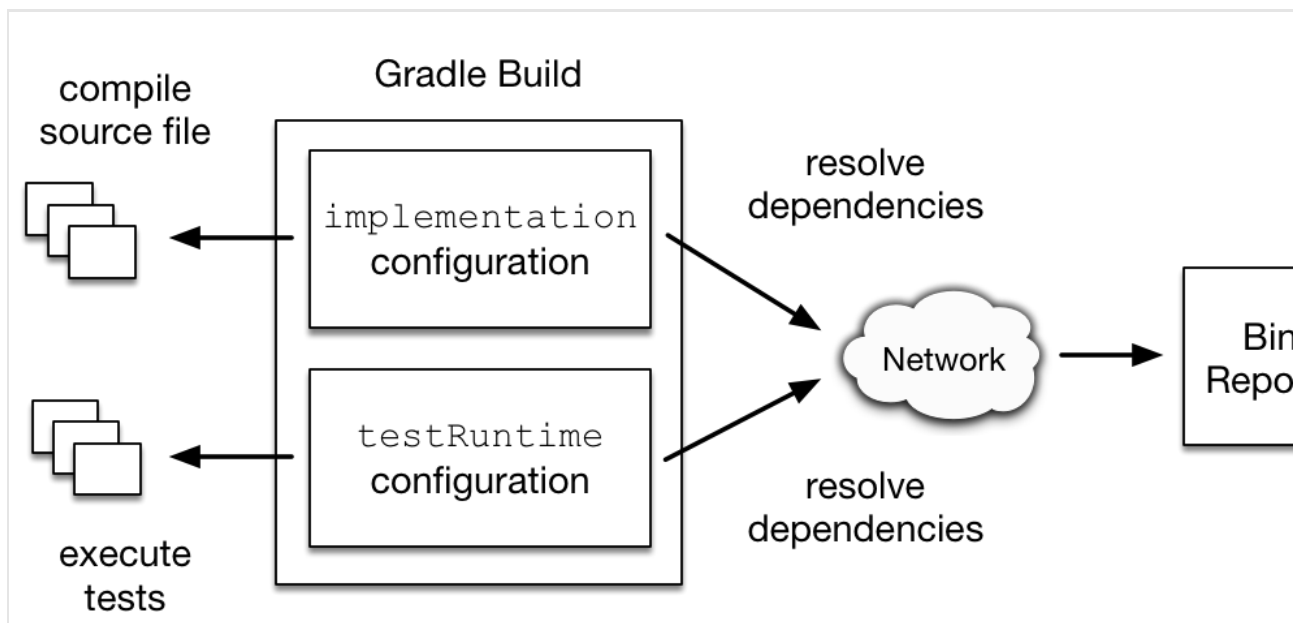 Gradle Build
compile
source file
implementation
configuration
resolve
dependencies
Network
testRuntime
configuration
resolve
dependencies
execute
tests